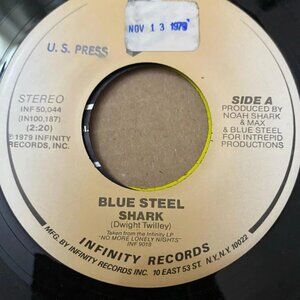 NOV 13 1979
U.S. PRESS
STEREO
INF 50,044
(IN100,187)
(2:20)
℗ 1979 INFINITY
RECORDS, INC.
SIDE A
PRODUCED BY
NOAH SHARK
& MAX
& BLUE STEEL
FOR INTREPID
PRODUCTIONS
BLUE STEEL
SHARK
(Dwight Twilley)
Taken from the Infinity LP
"NO MORE LONELY NIGHTS"
INF 9018
INFINITY RECORDS
MFG. BY INFINITY RECORDS INC. 10 EAST 53 ST. N.Y. N.Y. 10022